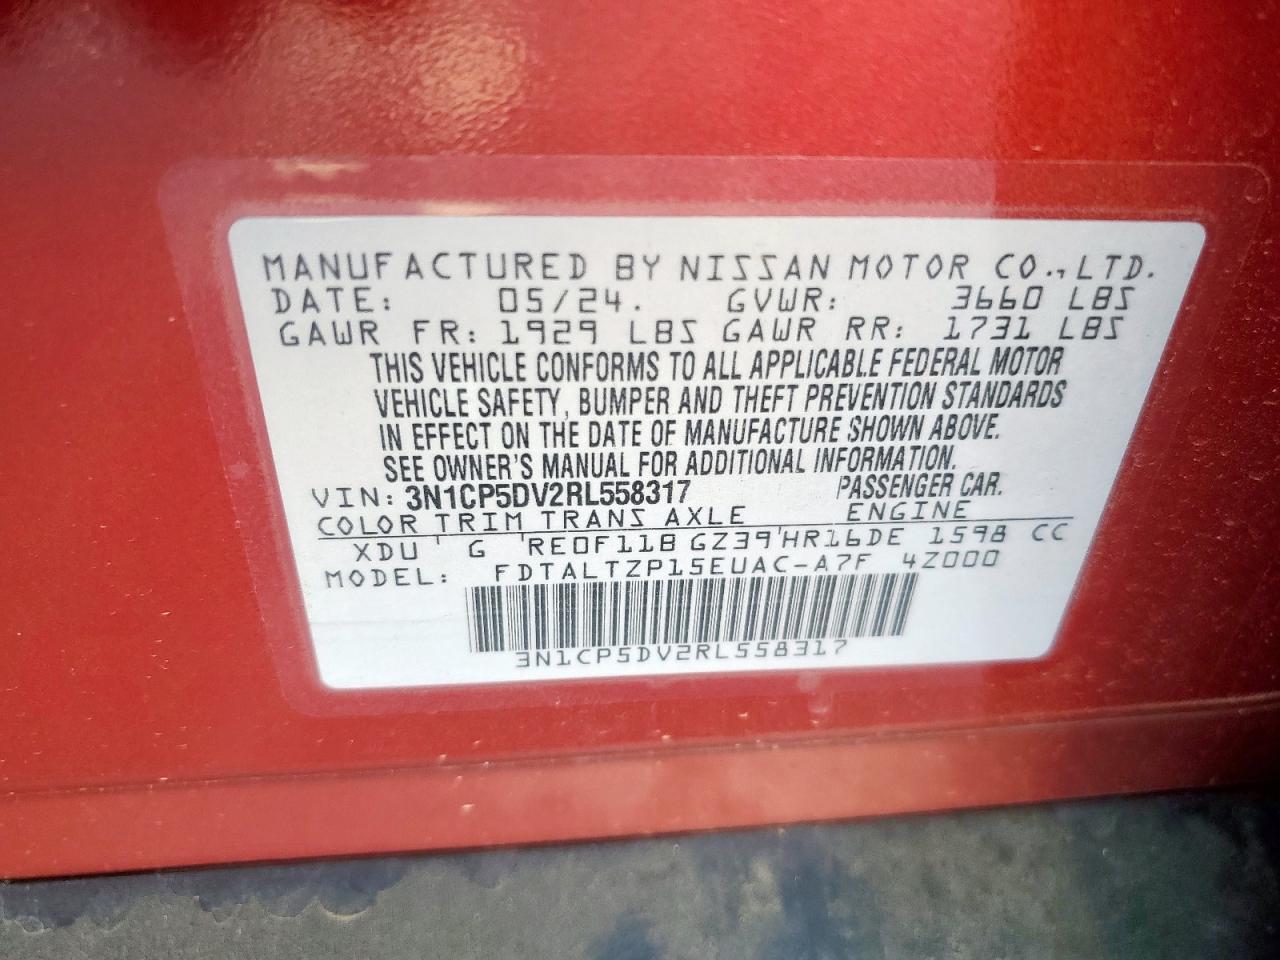 MANUFACTURED BY NISSAN MOTOR CO., LTD.
DATE: 05/24. GVWR: 3660 LBS
GAWR FR: 1929 LBS GAWR RR: 1731 LBS
THIS VEHICLE CONFORMS TO ALL APPLICABLE FEDERAL MOTOR
VEHICLE SAFETY, BUMPER AND THEFT PREVENTION STANDARDS
IN EFFECT ON THE DATE OF MANUFACTURE SHOWN ABOVE.
SEE OWNER'S MANUAL FOR ADDITIONAL INFORMATION.
VIN: 3N1CP5DV2RL558317 PASSENGER CAR.
COLOR TRIM TRANS AXLE ENGINE
XDU ' G 'RE0F11B GZ39'HR16DE 1598 CC
MODEL: FDTALTZP15EUAC-A7F 4Z000
3N1CP5DV2RL558317